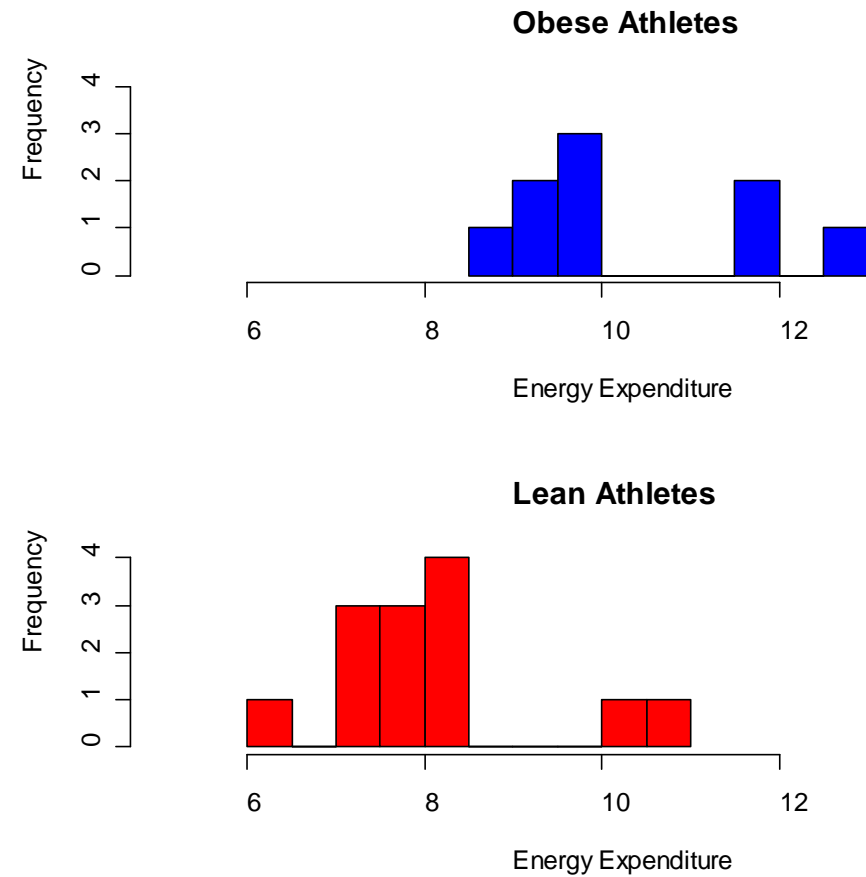 Obese Athletes
Frequency
4
3
2
1
0
6 8 10 12
Energy Expenditure
Lean Athletes
Frequency
4
3
2
1
0
6 8 10 12
Energy Expenditure